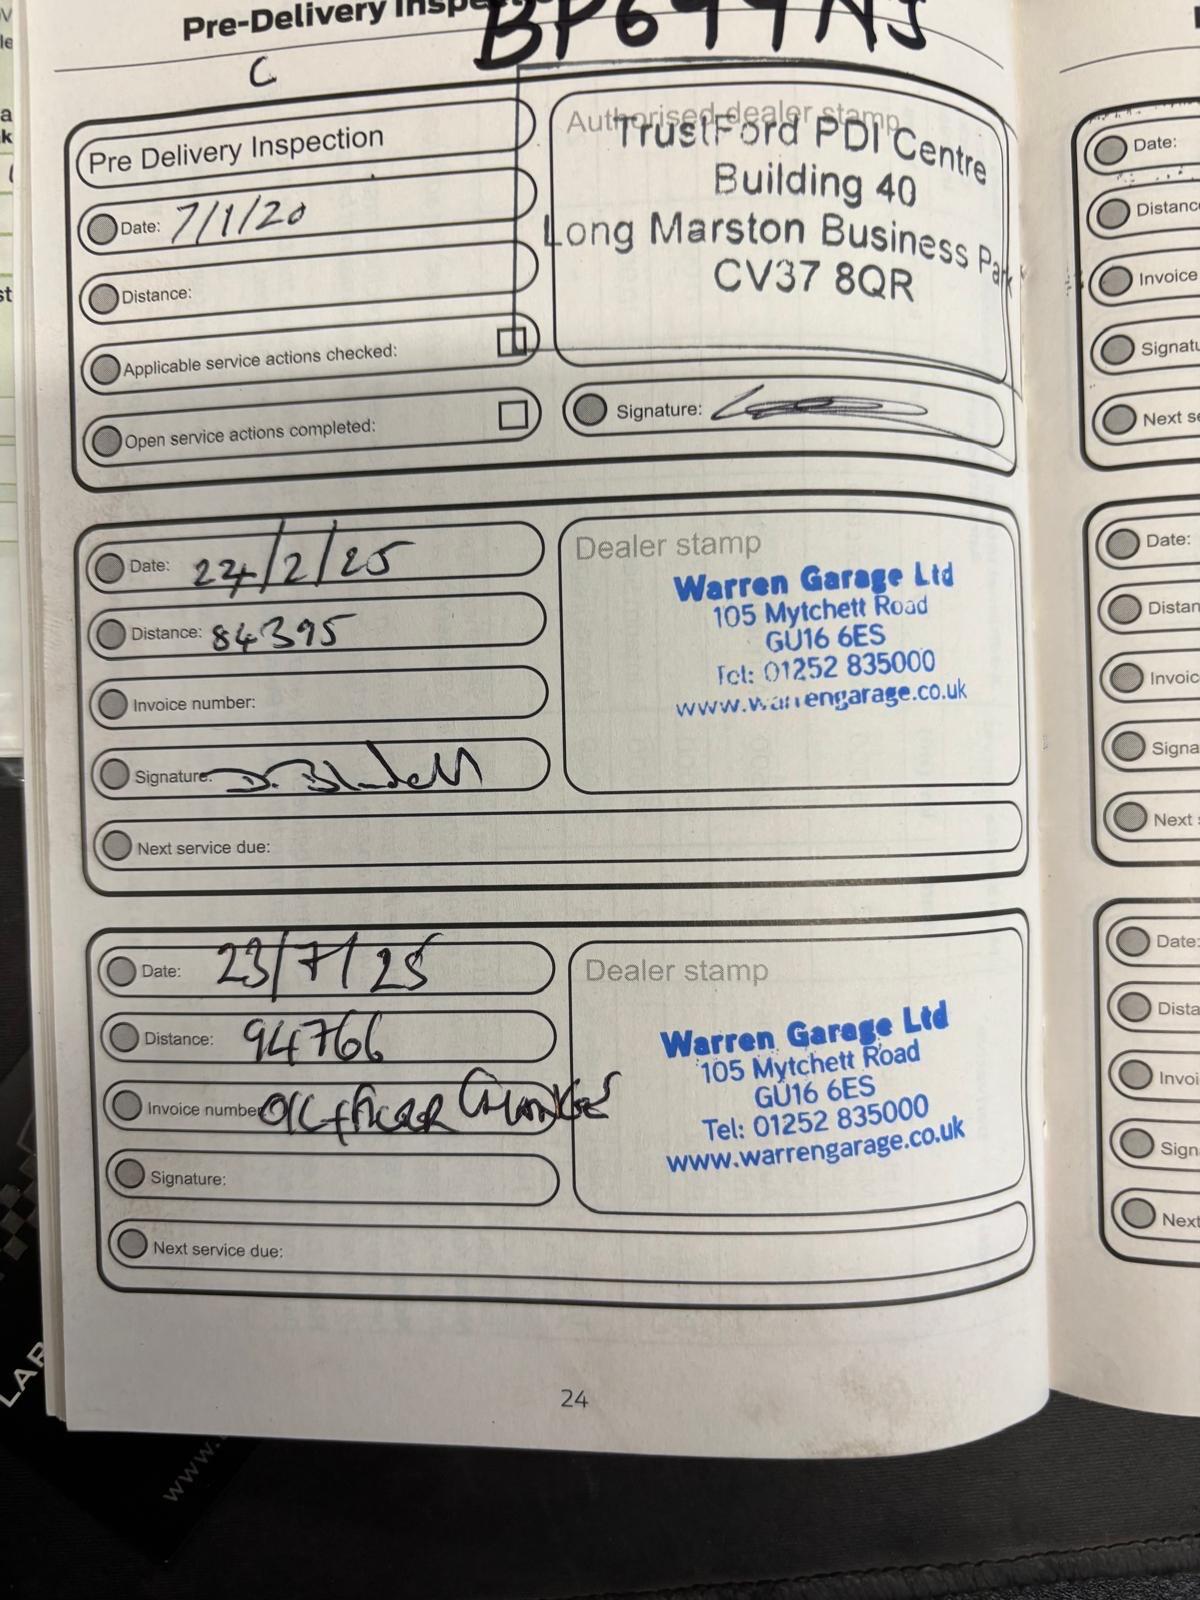 Pre-Delivery Inspe
C
Pre Delivery Inspection
Date: 7/1/20
Distance:
Applicable service actions checked:
Open service actions completed:
Authorised dealer stamp
TrustFord PDI Centre
Building 40
Long Marston Business Park
CV37 8QR
Signature:
Date: 24/2/25
Distance: 84395
Invoice number:
Signature:
Next service due:
Dealer stamp
Warren Garage Ltd
105 Mytchett Road
GU16 6ES
Tel: 01252 835000
www.warrengarage.co.uk
Date: 23/7/25
Distance: 94766
Invoice number
Signature:
Next service due:
Dealer stamp
Warren Garage Ltd
105 Mytchett Road
GU16 6ES
Tel: 01252 835000
www.warrengarage.co.uk
24
Date:
Distanc
Invoice
Signatu
Next se
Date:
Distan
Invoic
Signa
Next
Date:
Dista
Invoi
Sign
Next
LAR
www.